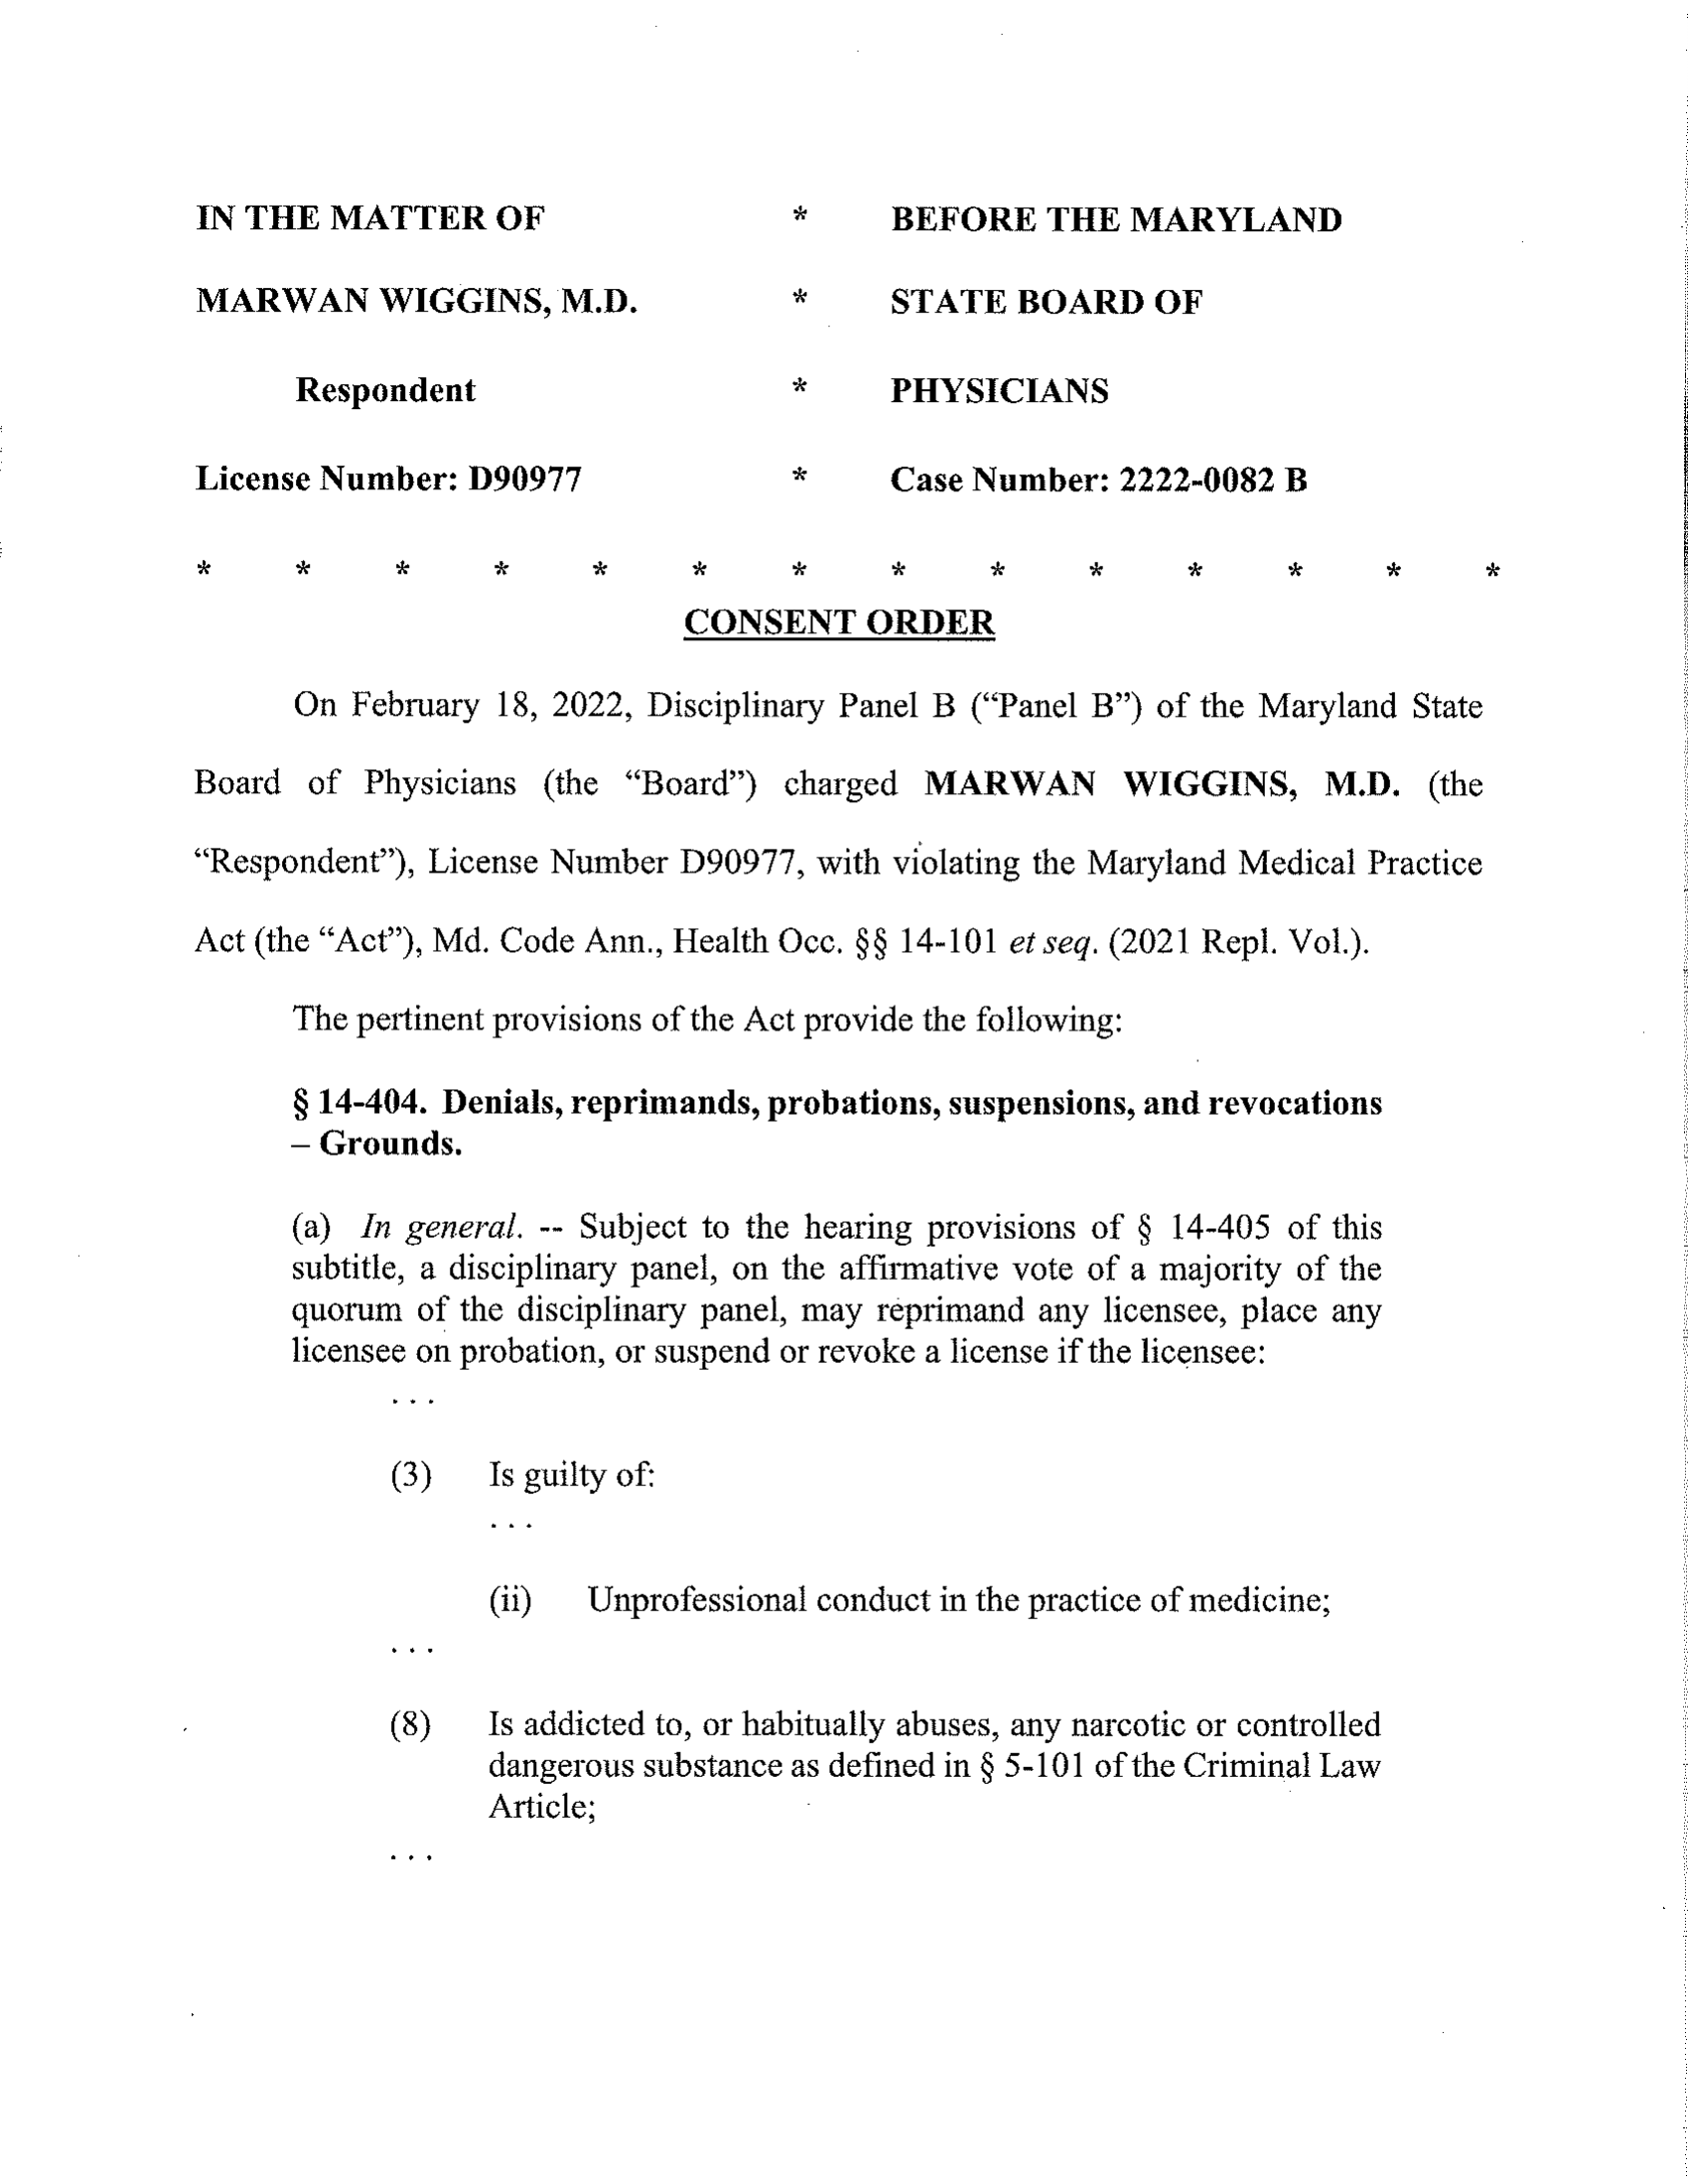 IN THE MATTER OF * BEFORE THE MARYLAND
MARWAN WIGGINS, M.D. * STATE BOARD OF
Respondent * PHYSICIANS
License Number: D90977 * Case Number: 2222-0082 B
* * * * * * * * * * * * * *
CONSENT ORDER
On February 18, 2022, Disciplinary Panel B (“Panel B”) of the Maryland State
Board of Physicians (the “Board”) charged MARWAN WIGGINS, M.D. (the
“Respondent”), License Number D90977, with violating the Maryland Medical Practice
Act (the “Act”), Md. Code Ann., Health Occ. §§ 14-101 et seq. (2021 Repl. Vol.).
The pertinent provisions of the Act provide the following:
§ 14-404. Denials, reprimands, probations, suspensions, and revocations
– Grounds.
(a) In general. -- Subject to the hearing provisions of § 14-405 of this
subtitle, a disciplinary panel, on the affirmative vote of a majority of the
quorum of the disciplinary panel, may reprimand any licensee, place any
licensee on probation, or suspend or revoke a license if the licensee:
. . .
(3) Is guilty of:
. . .
(ii) Unprofessional conduct in the practice of medicine;
. . .
(8) Is addicted to, or habitually abuses, any narcotic or controlled
dangerous substance as defined in § 5-101 of the Criminal Law
Article;
. . .